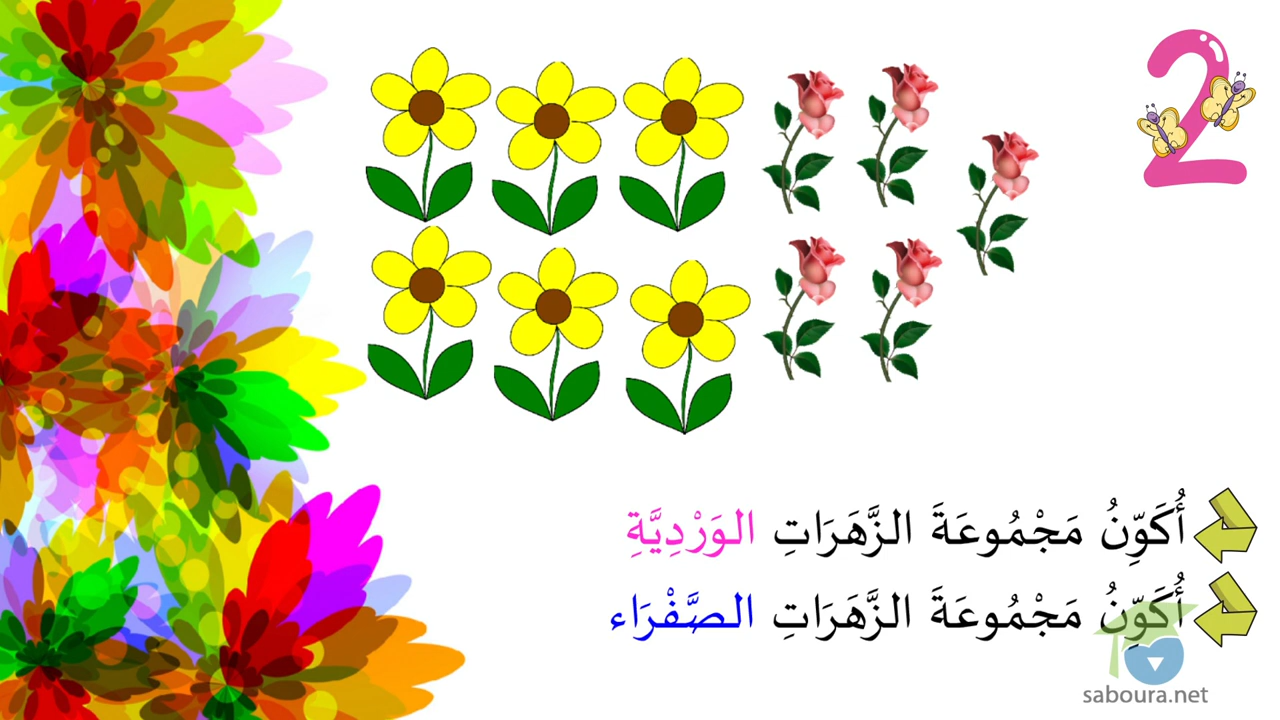 2
أُكَوِّنُ مَجْمُوعَةَ الزَّهَرَاتِ الوَرْدِيَّةِ
أُكَوِّنُ مَجْمُوعَةَ الزَّهَرَاتِ الصَّفْرَاء
saboura.net